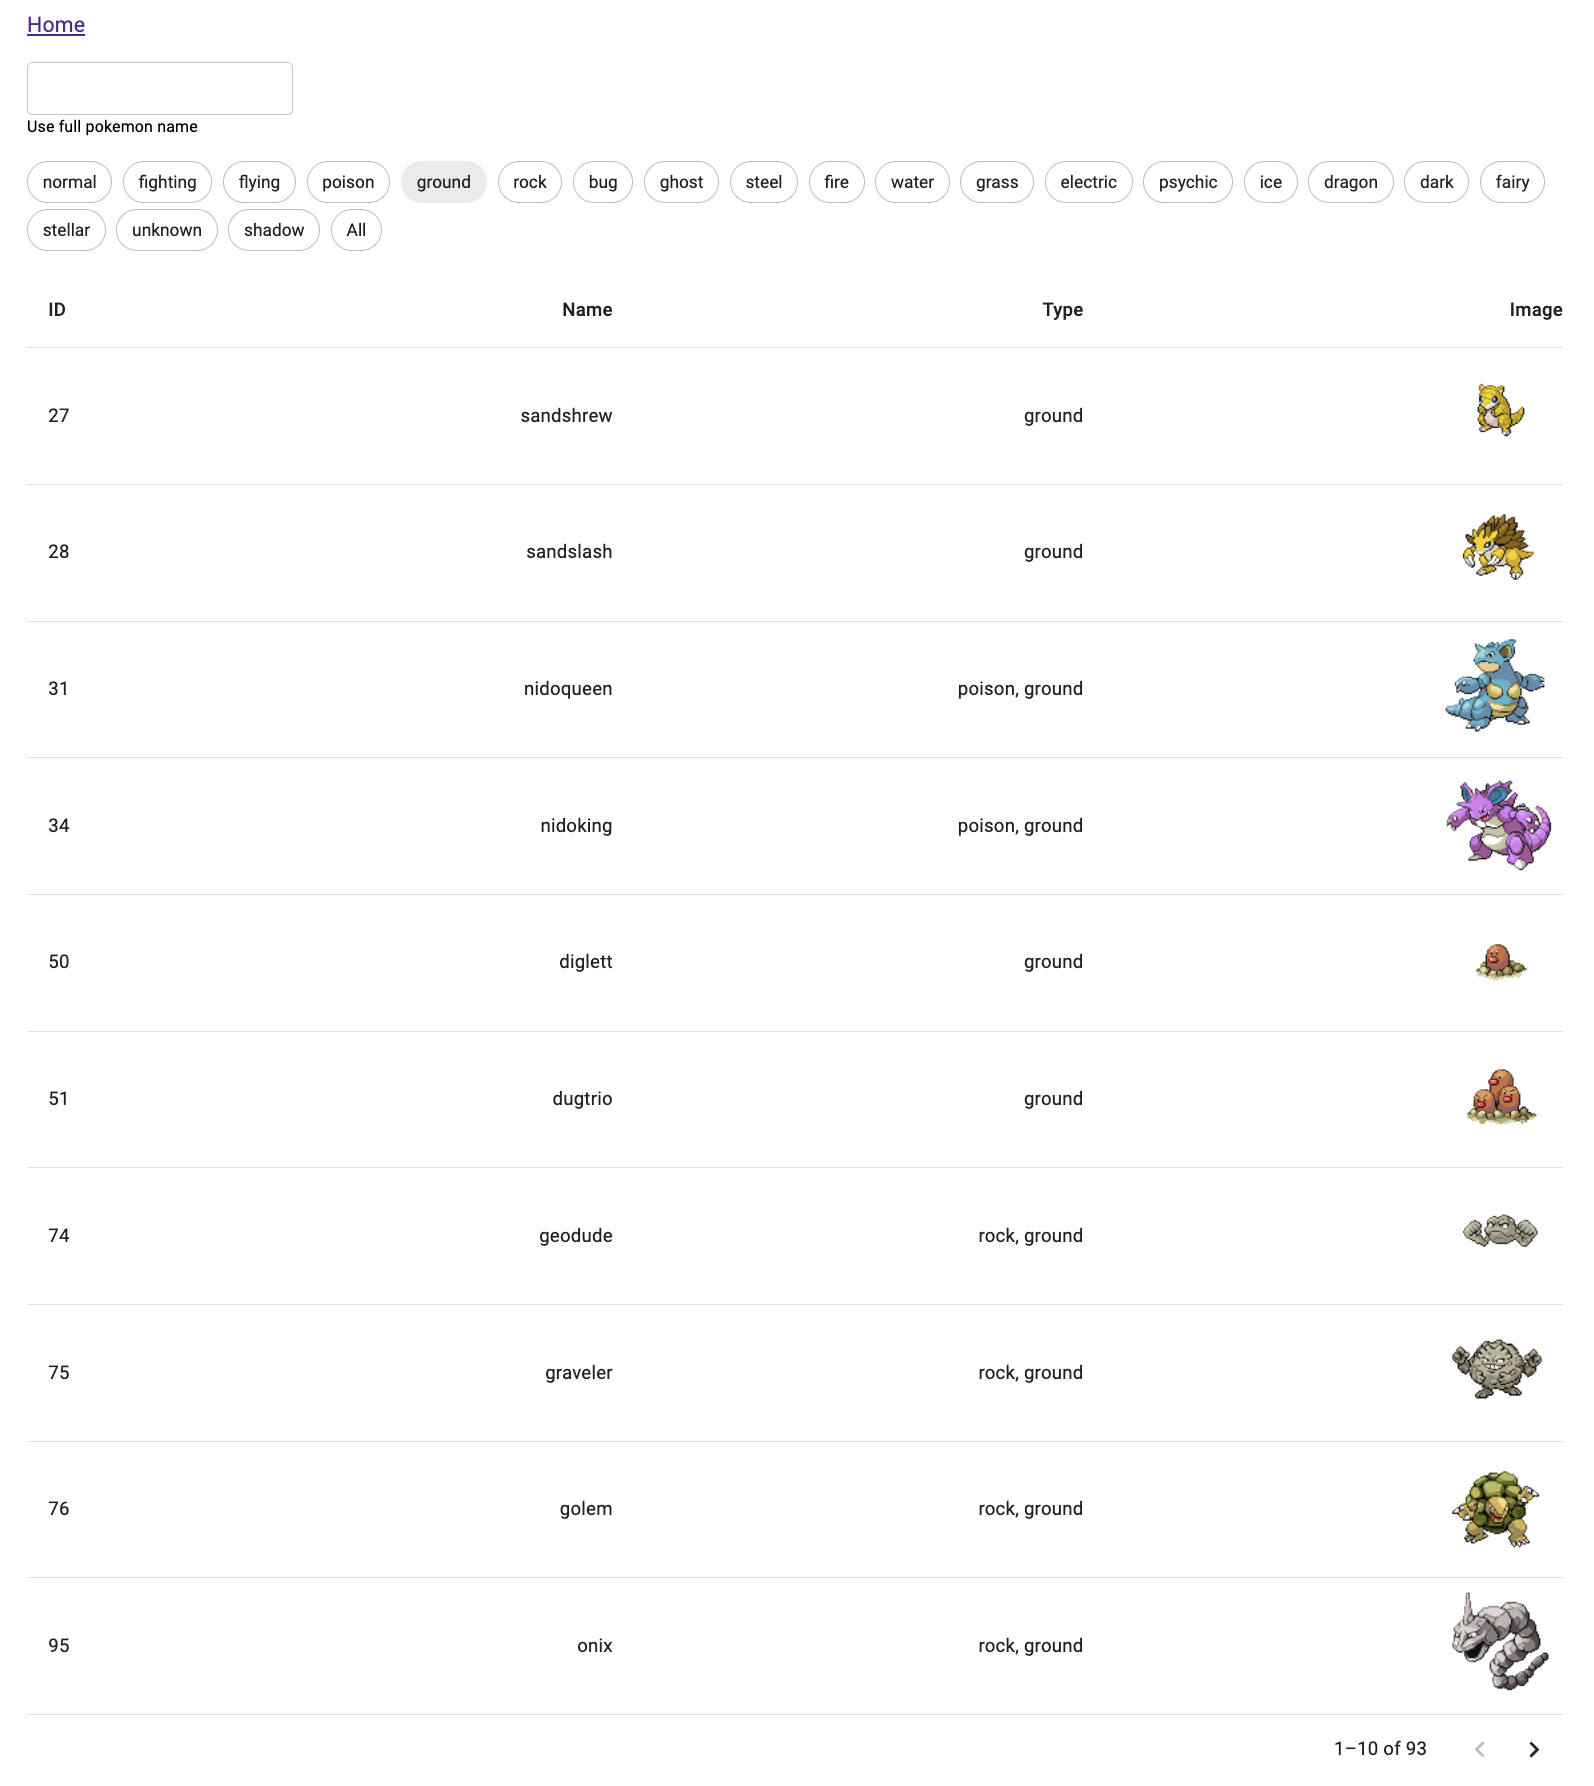 Home
Use full pokemon name
normal fighting flying poison ground rock bug ghost steel fire water grass electric psychic ice dragon dark fairy
stellar unknown shadow All
ID Name Type Image
27 sandshrew ground
28 sandslash ground
31 nidoqueen poison, ground
34 nidoking poison, ground
50 diglett ground
51 dugtrio ground
74 geodude rock, ground
75 graveler rock, ground
76 golem rock, ground
95 onix rock, ground
1–10 of 93